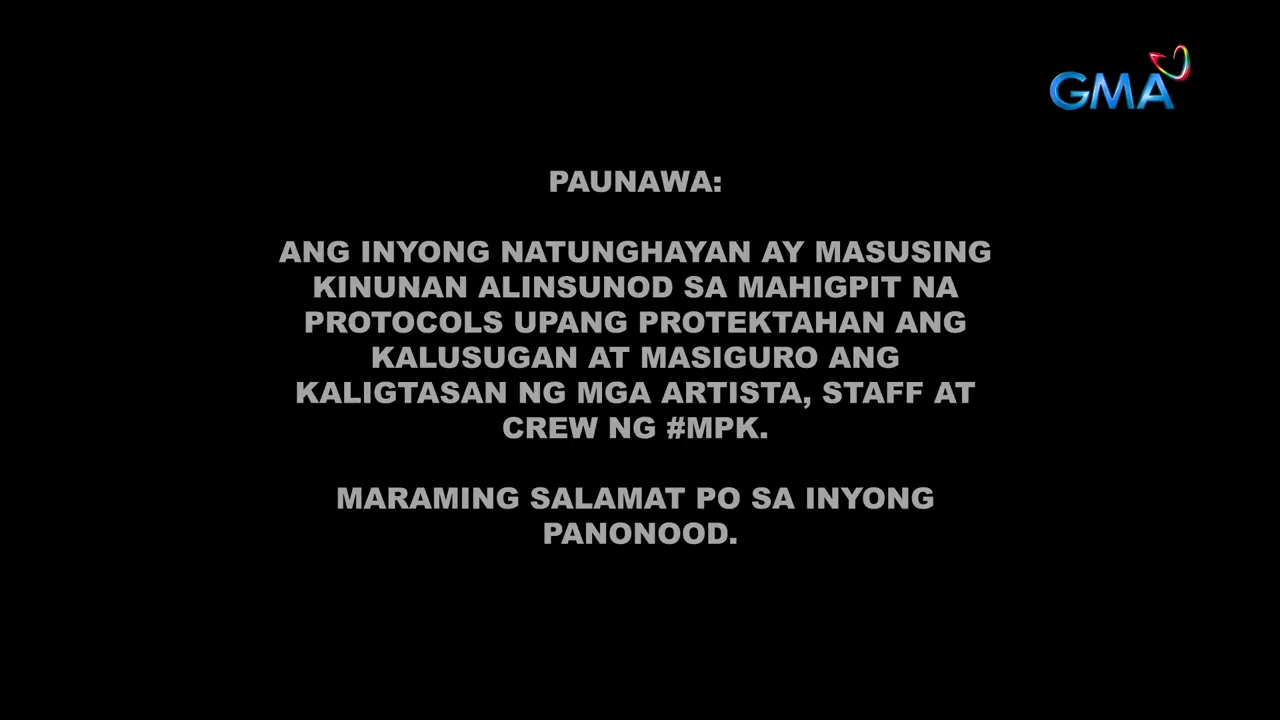 GMA
PAUNAWA:
ANG INYONG NATUNGHAYAN AY MASUSING
KINUNAN ALINSUNOD SA MAHIGPIT NA
PROTOCOLS UPANG PROTEKTAHAN ANG
KALUSUGAN AT MASIGURO ANG
KALIGTASAN NG MGA ARTISTA, STAFF AT
CREW NG #MPK.
MARAMING SALAMAT PO SA INYONG
PANONOOD.